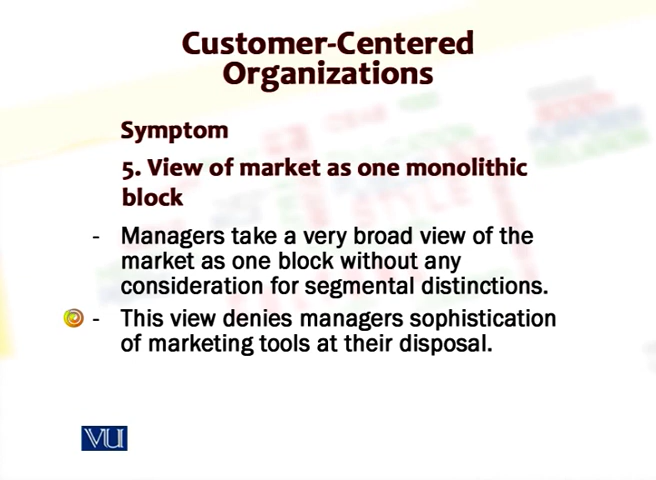 Customer-Centered
Organizations
Symptom
5. View of market as one monolithic
block
- Managers take a very broad view of the
market as one block without any
consideration for segmental distinctions.
- This view denies managers sophistication
of marketing tools at their disposal.
VU